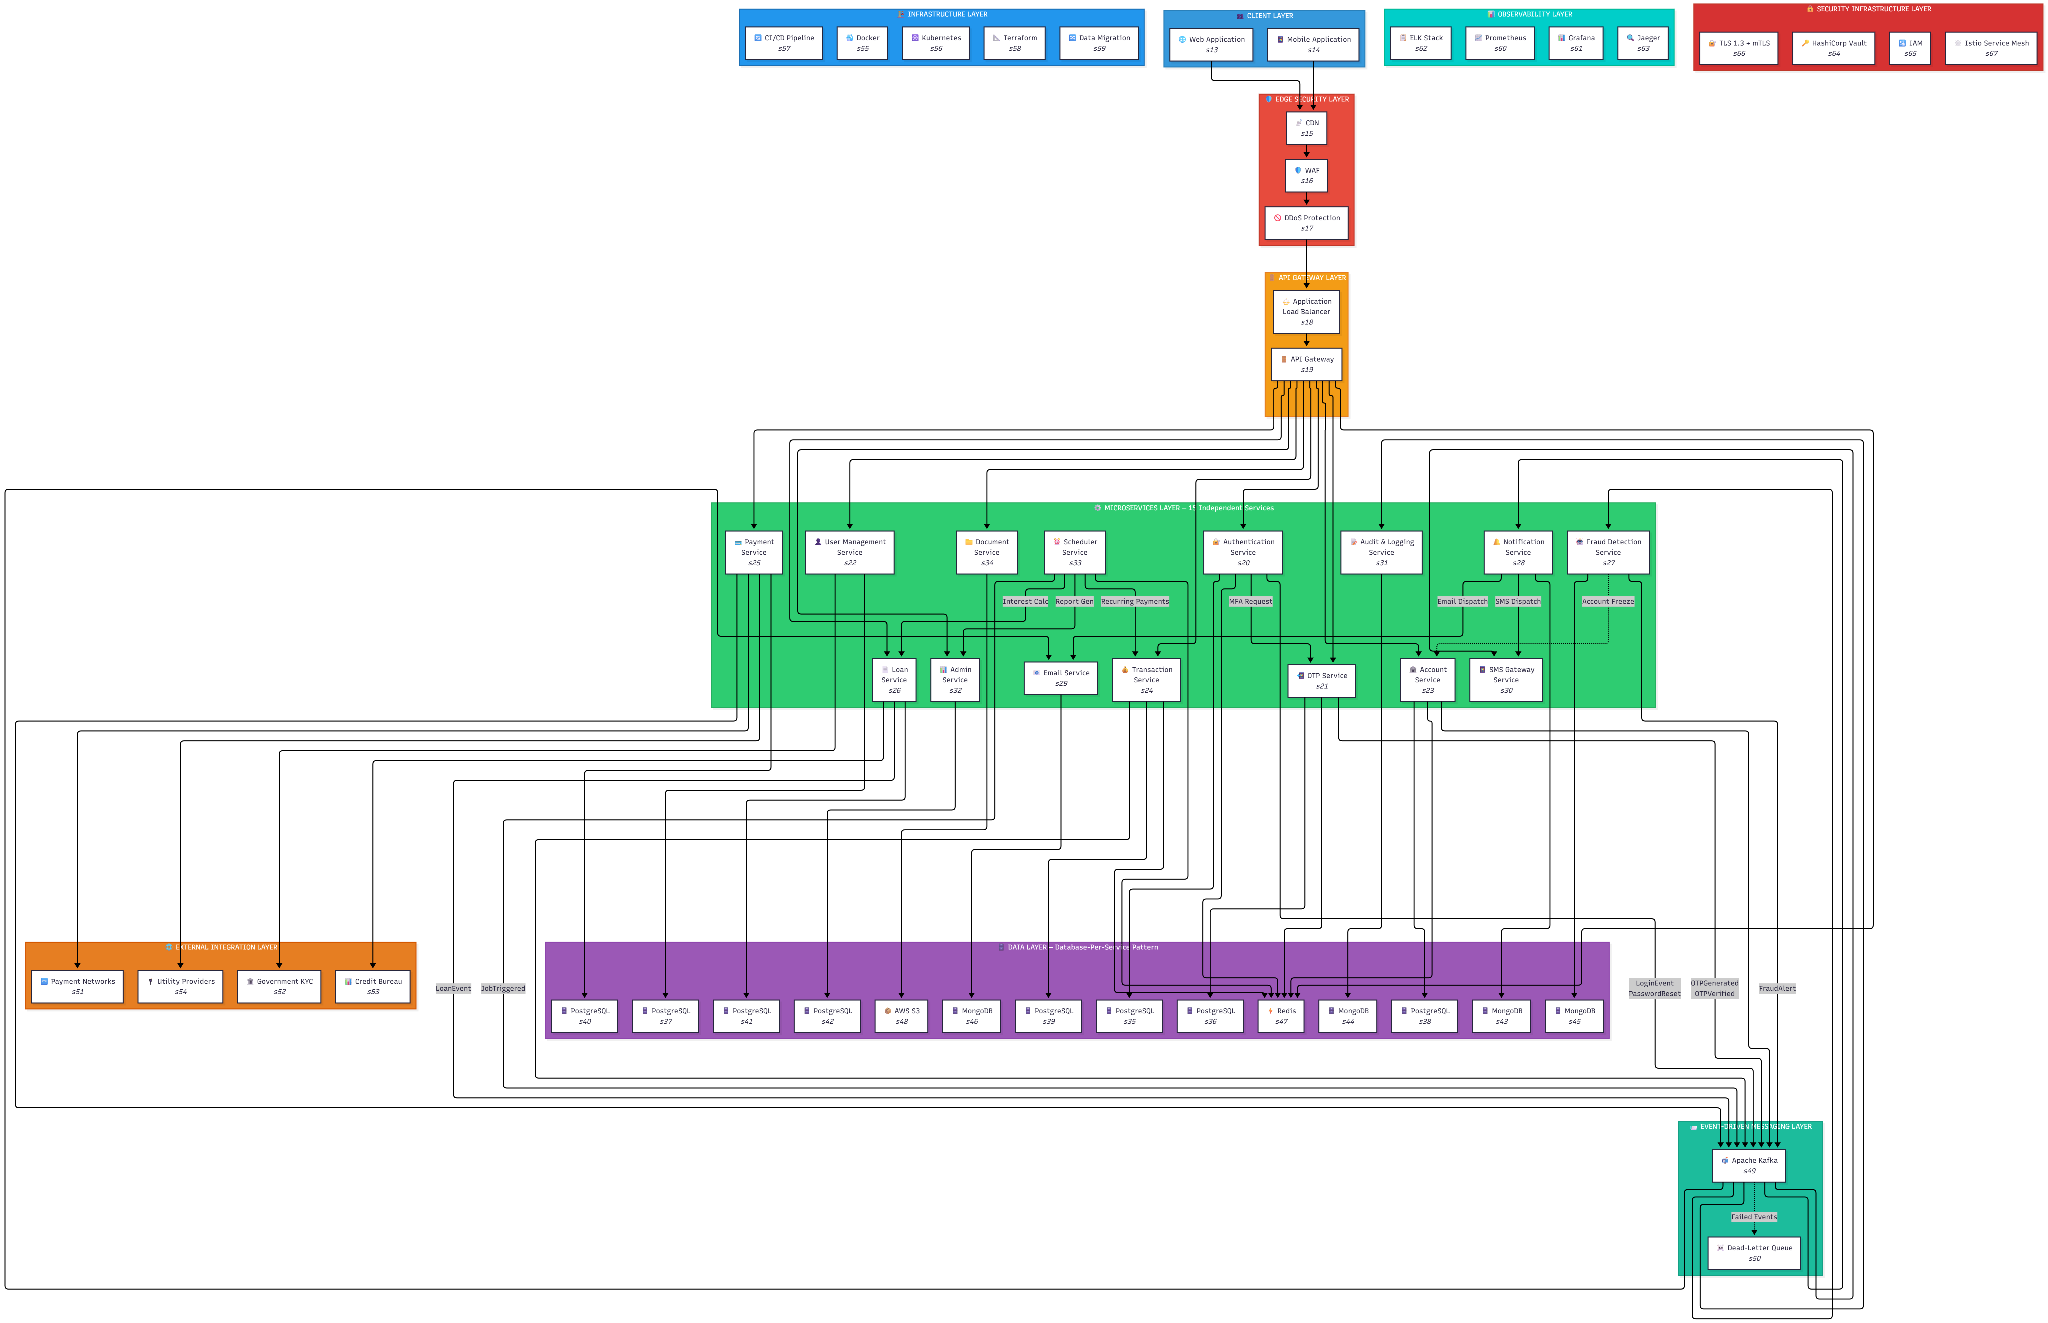 INFRASTRUCTURE LAYER
CI/CD Pipeline
s57
Docker
s55
Kubernetes
s56
Terraform
s58
Data Migration
s59
CLIENT LAYER
Web Application
s13
Mobile Application
s14
OBSERVABILITY LAYER
ELK Stack
s62
Prometheus
s60
Grafana
s61
Jaeger
s63
SECURITY INFRASTRUCTURE LAYER
TLS 1.3 + mTLS
s66
HashiCorp Vault
s64
IAM
s65
Istio Service Mesh
s67
EDGE SECURITY LAYER
CDN
s15
WAF
s16
DDoS Protection
s17
API GATEWAY LAYER
Application
Load Balancer
s18
API Gateway
s19
MICROSERVICES LAYER — 15 Independent Services
Payment
Service
s25
User Management
Service
s22
Document
Service
s34
Scheduler
Service
s33
Authentication
Service
s20
Audit & Logging
Service
s31
Notification
Service
s28
Fraud Detection
Service
s27
Interest Calc
Report Gen
Recurring Payments
MFA Request
Email Dispatch
SMS Dispatch
Account Freeze
Loan
Service
s26
Admin
Service
s32
Email Service
s29
Transaction
Service
s24
OTP Service
s21
Account
Service
s23
SMS Gateway
Service
s30
EXTERNAL INTEGRATION LAYER
Payment Networks
s51
Utility Providers
s54
Government KYC
s52
Credit Bureau
s53
LoanEvent
JobTriggered
DATA LAYER — Database-Per-Service Pattern
PostgreSQL
s40
PostgreSQL
s37
PostgreSQL
s41
PostgreSQL
s42
AWS S3
s48
MongoDB
s46
PostgreSQL
s39
PostgreSQL
s35
PostgreSQL
s36
Redis
s47
MongoDB
s44
PostgreSQL
s38
MongoDB
s43
MongoDB
s45
LoginEvent
PasswordReset
OTPGenerated
OTPVerified
FraudAlert
EVENT-DRIVEN MESSAGING LAYER
Apache Kafka
s49
Failed Events
Dead-Letter Queue
s50